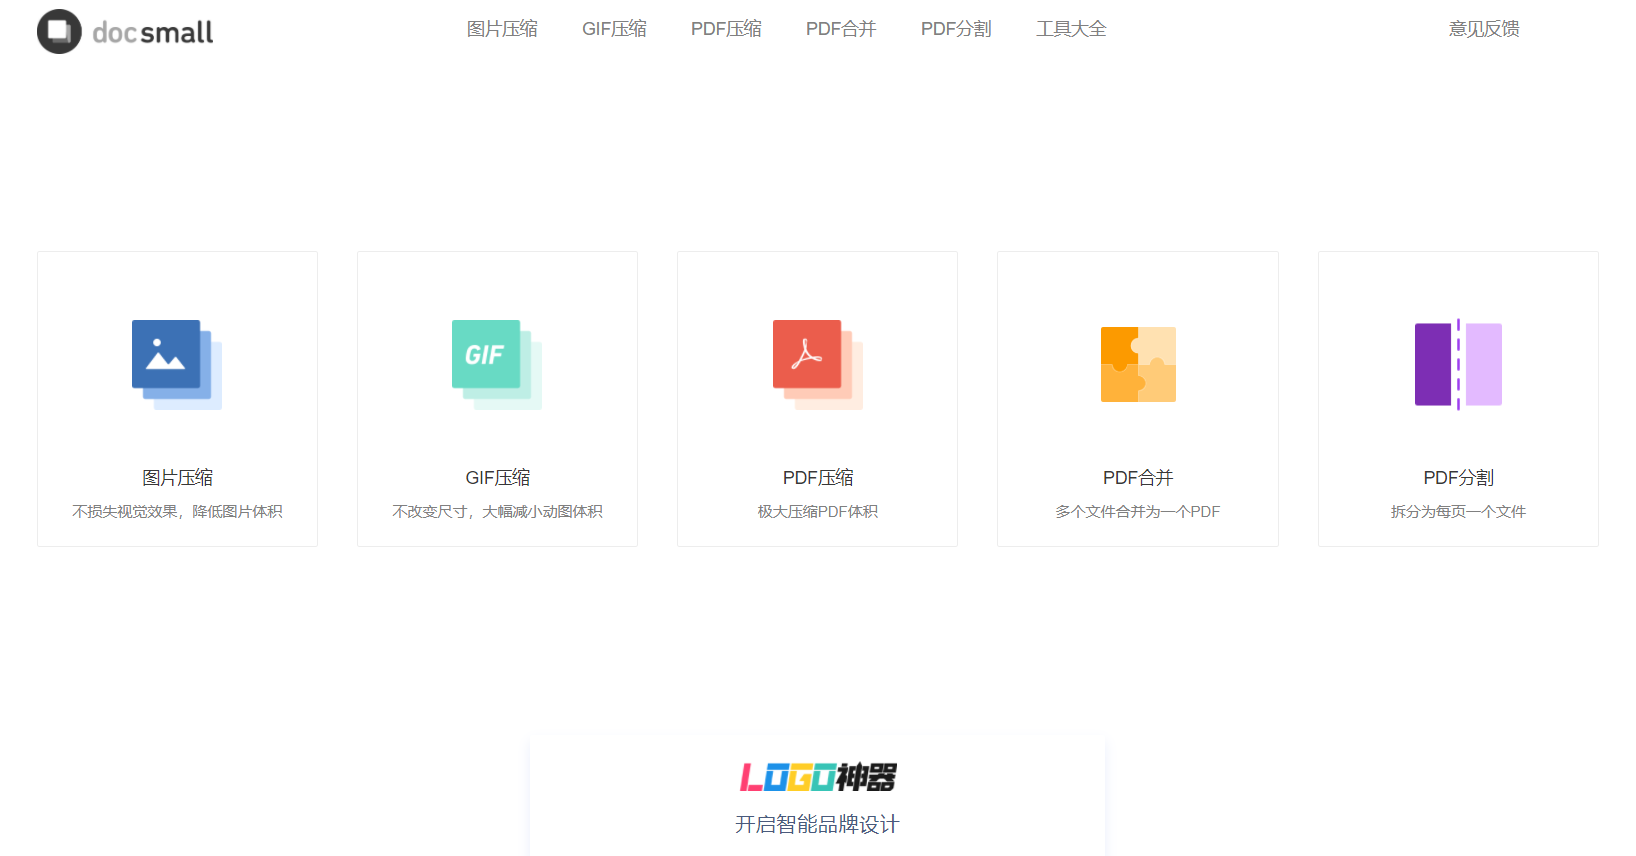 docsmall
图片压缩 GIF压缩 PDF压缩 PDF合并 PDF分割 工具大全 意见反馈
GIF
图片压缩
不损失视觉效果，降低图片体积
GIF压缩
不改变尺寸，大幅减小动图体积
PDF压缩
极大压缩PDF体积
PDF合并
多个文件合并为一个PDF
PDF分割
拆分为每页一个文件
LOGO神器
开启智能品牌设计